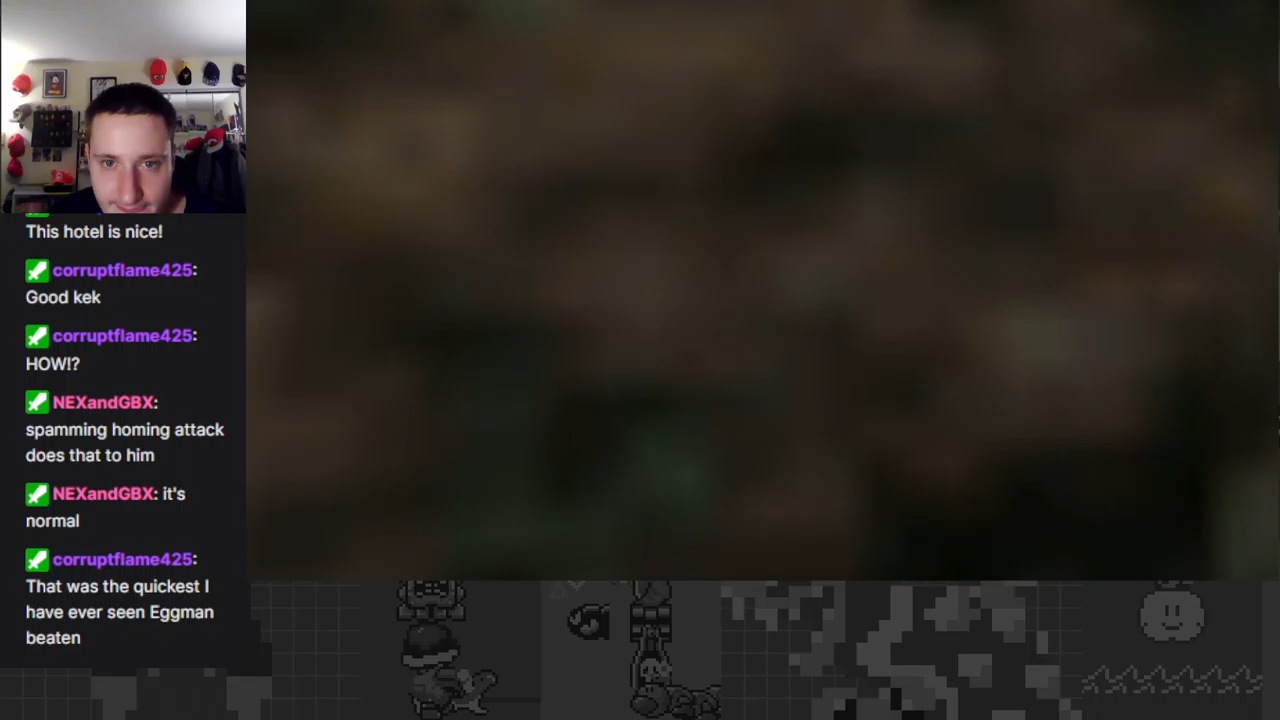 This hotel is nice!
corruptflame425:
Good kek
corruptflame425:
HOW!?
NEXandGBX:
spamming homing attack
does that to him
NEXandGBX: it's
normal
corruptflame425:
That was the quickest I
have ever seen Eggman
beaten